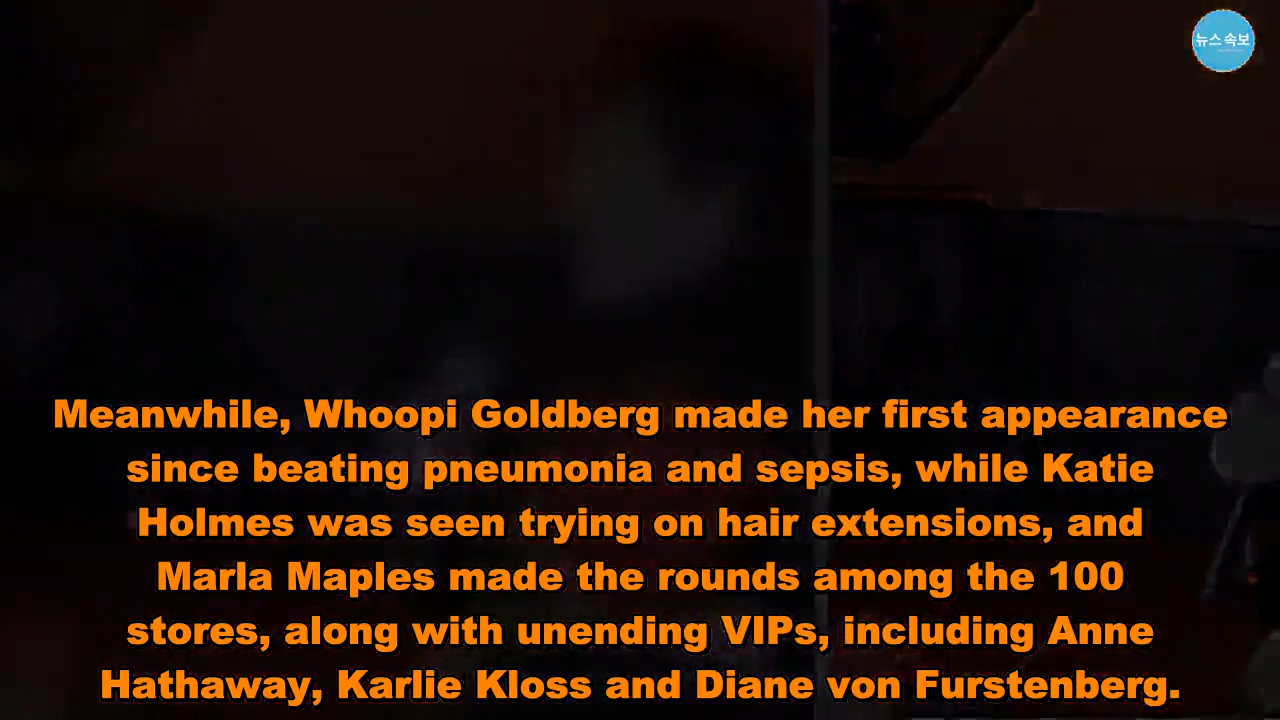 뉴스 속보
Meanwhile, Whoopi Goldberg made her first appearance
since beating pneumonia and sepsis, while Katie
Holmes was seen trying on hair extensions, and
Marla Maples made the rounds among the 100
stores, along with unending VIPs, including Anne
Hathaway, Karlie Kloss and Diane von Furstenberg.